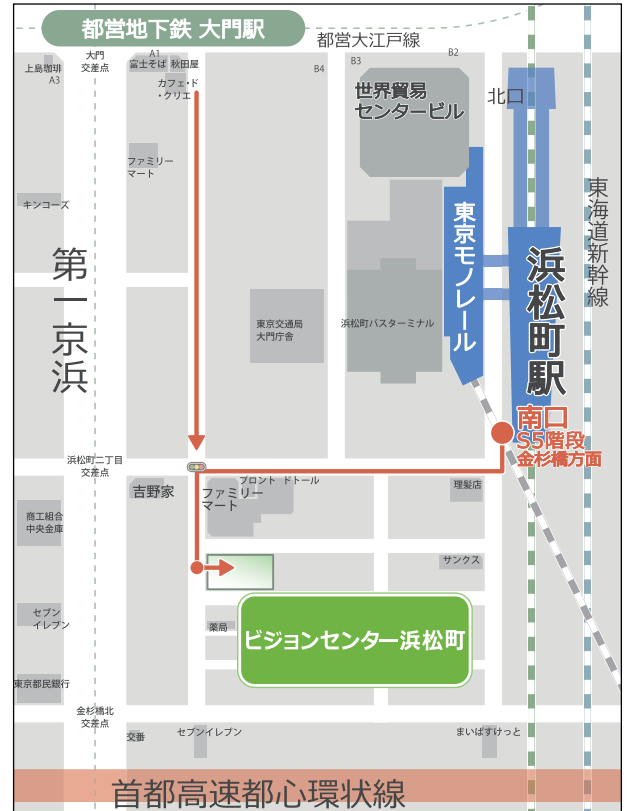 都営地下鉄 大門駅
都営大江戸線
大門
交差点
A1
B2
上島珈琲
A3
富士そば 秋田屋
カフェ・ド
・クリエ
B4
B3
世界貿易
センタービル
北口
ファミリー
マート
キンコーズ
東海道新幹線
東京モノレール
浜松町駅
第一京浜
東京交通局
大門庁舎
浜松町バスターミナル
南口
S5階段
金杉橋方面
浜松町二丁目
交差点
吉野家
ファミリー
マート
プロント ドトール
理髪店
商工組合
中央金庫
サンクス
セブン
イレブン
薬局
ビジョンセンター浜松町
東京都民銀行
金杉橋北
交差点
交番
セブンイレブン
まいばすけっと
首都高速都心環状線